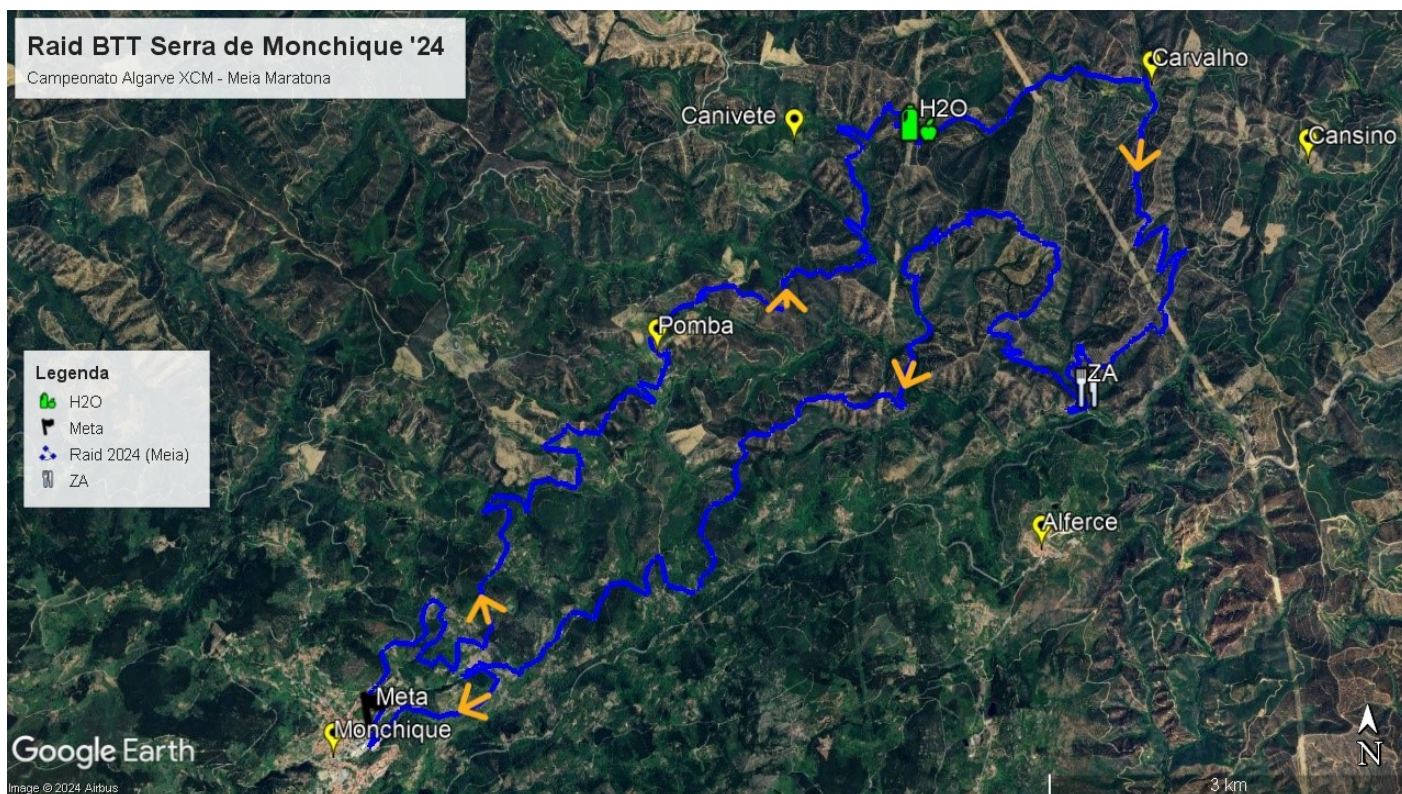 Raid BTT Serra de Monchique '24
Campeonato Algarve XCM - Meia Maratona
Carvalho
H2O
Canivete
Cansino
Pomba
Legenda
H2O
Meta
Raid 2024 (Meia)
ZA
ZA
Alferce
Meta
Monchique
Google Earth
N
Image © 2024 Airbus
3 km